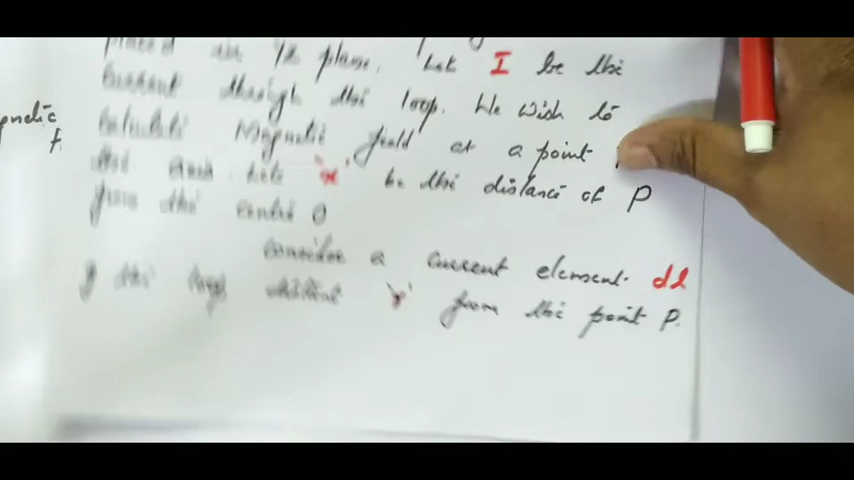 placed in yz plane. Let I be the
current through the loop. We wish to
calculate Magnetic field at a point
the axis let 'x' be the distance of P
from the centre O
consider a current element dl
of the loop distant 'r' from the point P.